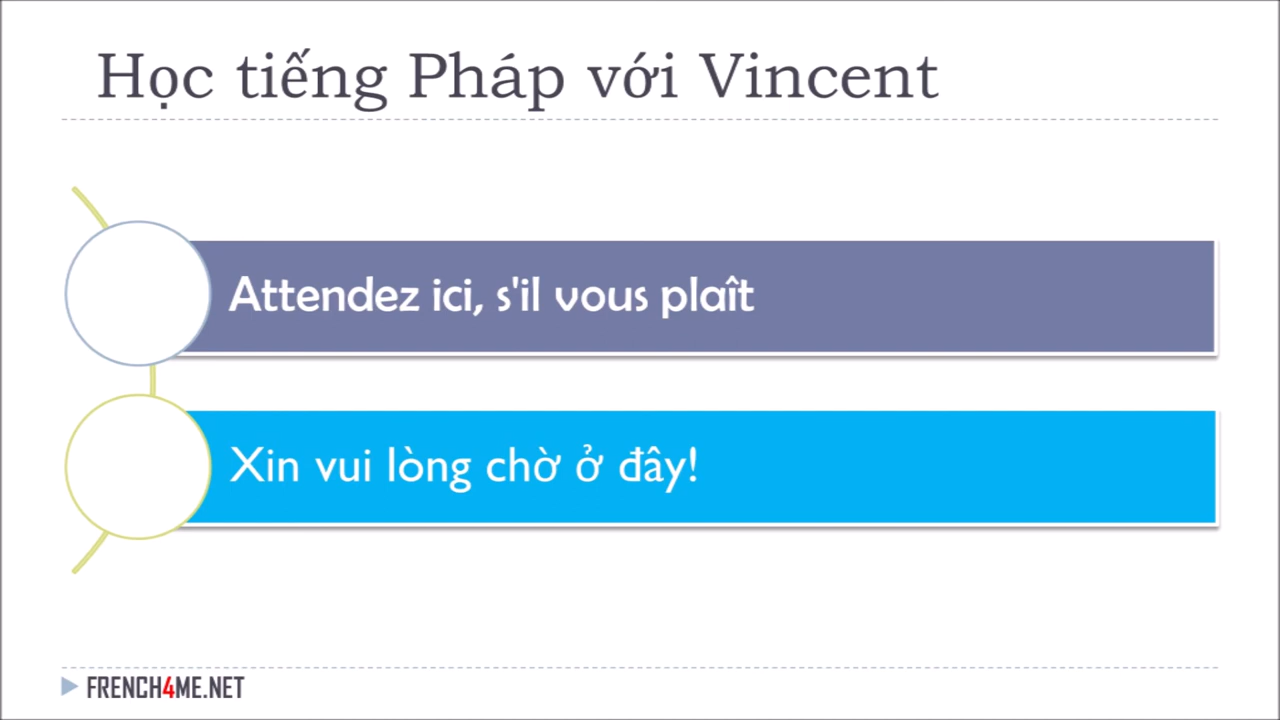 Học tiếng Pháp với Vincent
Attendez ici, s'il vous plaît
Xin vui lòng chờ ở đây!
FRENCH4ME.NET